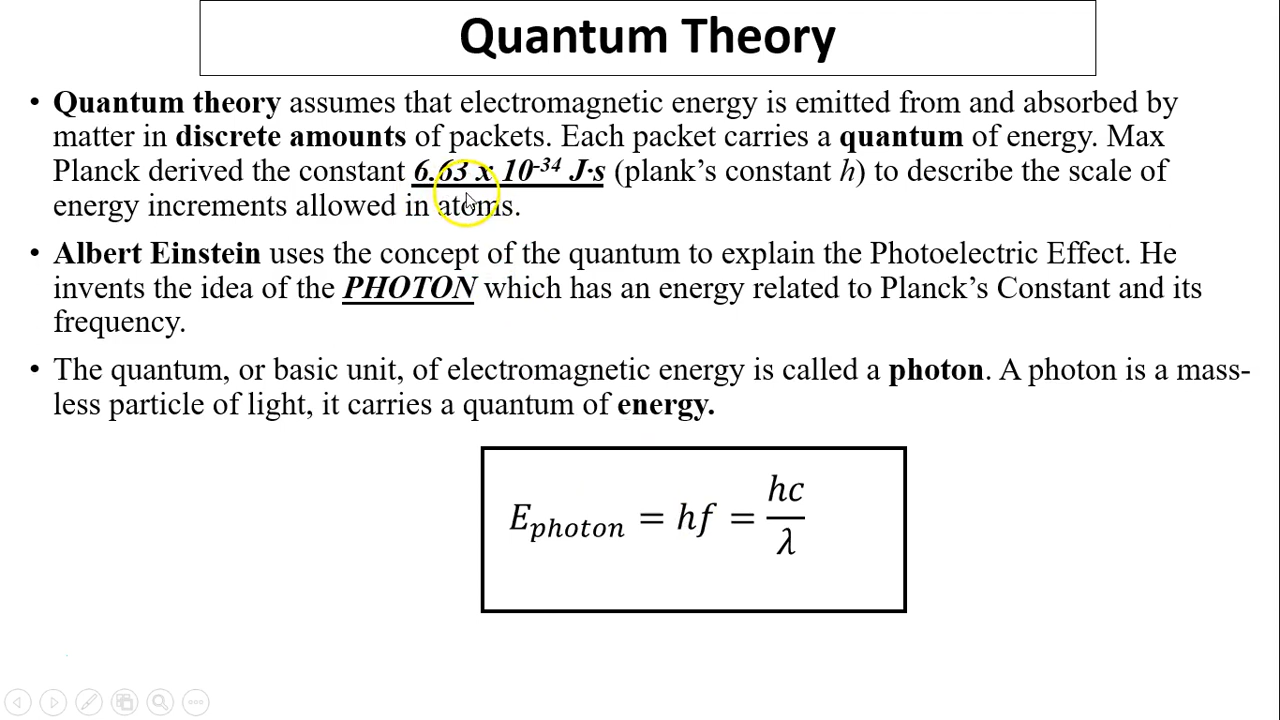 Quantum Theory
• Quantum theory assumes that electromagnetic energy is emitted from and absorbed by
matter in discrete amounts of packets. Each packet carries a quantum of energy. Max
Planck derived the constant 6.63 x 10⁻³⁴ J·s (plank’s constant h) to describe the scale of
energy increments allowed in atoms.
• Albert Einstein uses the concept of the quantum to explain the Photoelectric Effect. He
invents the idea of the PHOTON which has an energy related to Planck’s Constant and its
frequency.
• The quantum, or basic unit, of electromagnetic energy is called a photon. A photon is a mass-
less particle of light, it carries a quantum of energy.
E_photon = hf = hc/λ